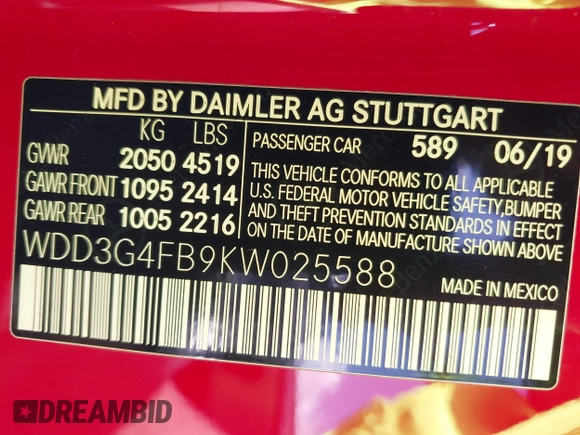 MFD BY DAIMLER AG STUTTGART
KG LBS
GVWR 2050 4519
GAWR FRONT 1095 2414
GAWR REAR 1005 2216
PASSENGER CAR 589 06/19
THIS VEHICLE CONFORMS TO ALL APPLICABLE
U.S. FEDERAL MOTOR VEHICLE SAFETY,BUMPER
AND THEFT PREVENTION STANDARDS IN EFFECT
ON THE DATE OF MANUFACTURE SHOWN ABOVE.
WDD3G4FB9KW025588
MADE IN MEXICO
DREAMBID